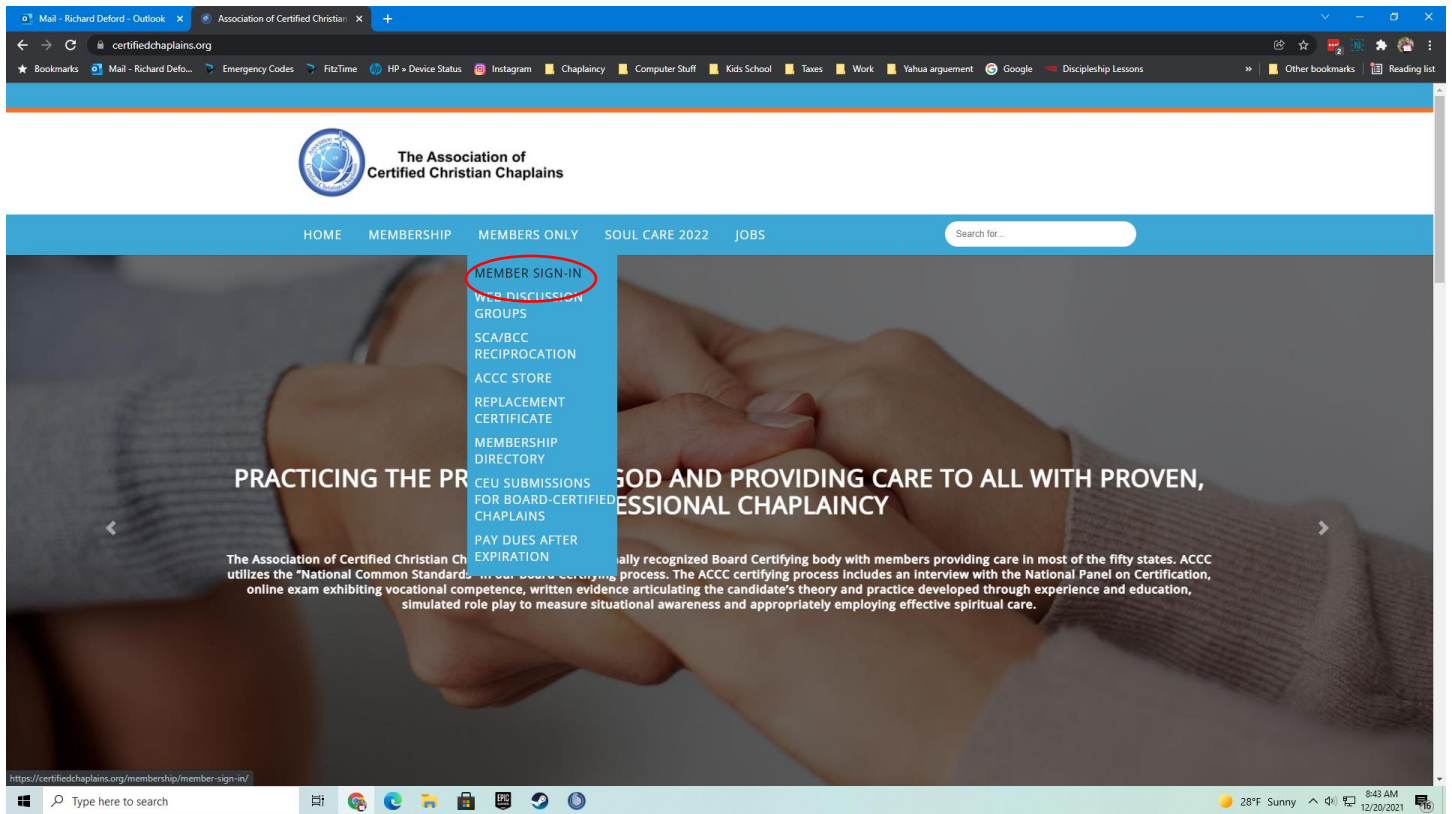 Mail - Richard Deford - Outlook
Association of Certified Christian
certifiedchaplains.org
Bookmarks Mail - Richard Defo... Emergency Codes FitzTime HP » Device Status Instagram Chaplaincy Computer Stuff Kids School Taxes Work Yahua arguement Google Discipleship Lessons » Other bookmarks Reading list
The Association of
Certified Christian Chaplains
HOME MEMBERSHIP MEMBERS ONLY SOUL CARE 2022 JOBS Search for...
MEMBER SIGN-IN
WEB DISCUSSION
GROUPS
SCA/BCC
RECIPROCATION
ACCC STORE
REPLACEMENT
CERTIFICATE
MEMBERSHIP
DIRECTORY
CEU SUBMISSIONS
FOR BOARD-CERTIFIED
CHAPLAINS
PAY DUES AFTER
EXPIRATION
PRACTICING THE PR GOD AND PROVIDING CARE TO ALL WITH PROVEN,
ESSIONAL CHAPLAINCY
The Association of Certified Christian Ch ally recognized Board Certifying body with members providing care in most of the fifty states. ACCC
utilizes the "National Common Standards" in our Board Certifying process. The ACCC certifying process includes an interview with the National Panel on Certification,
online exam exhibiting vocational competence, written evidence articulating the candidate's theory and practice developed through experience and education,
simulated role play to measure situational awareness and appropriately employing effective spiritual care.
https://certifiedchaplains.org/membership/member-sign-in/
Type here to search
EPIC
28°F Sunny
8:43 AM
12/20/2021
16